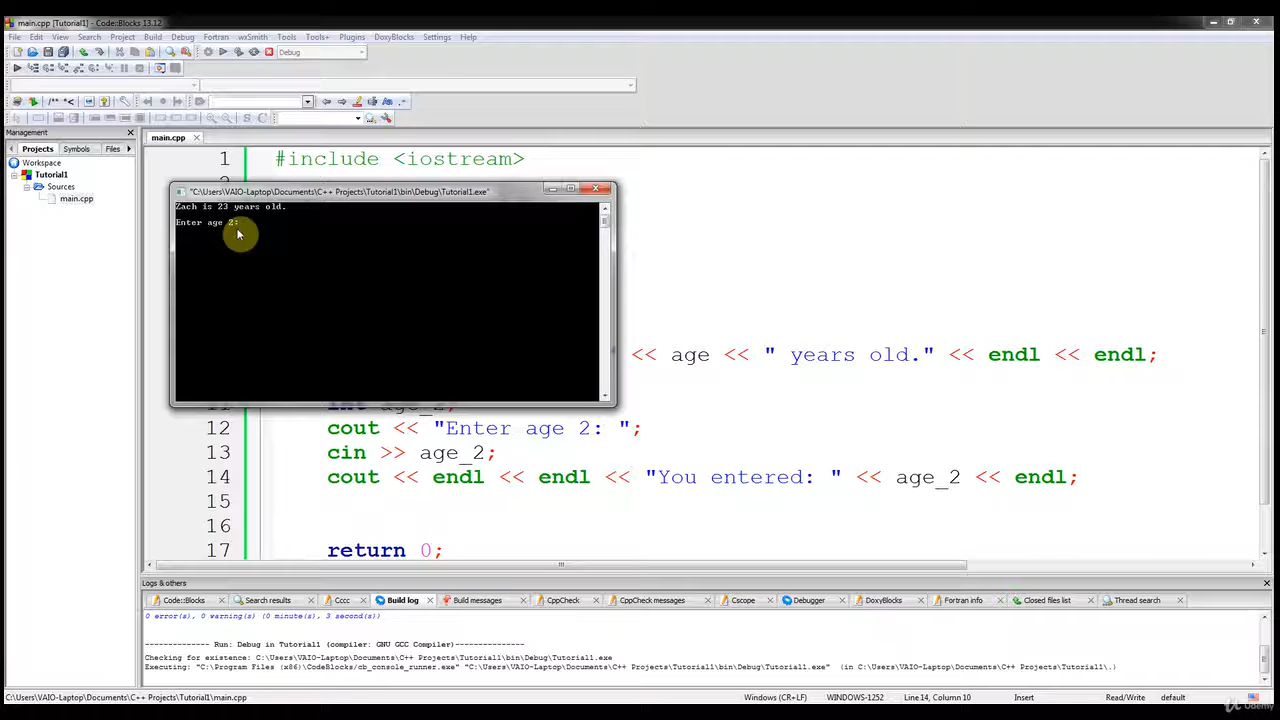 main.cpp [Tutorial1] - Code::Blocks 13.12
File Edit View Search Project Build Debug Fortran wxSmith Tools Tools+ Plugins DoxyBlocks Settings Help
Debug
Management
main.cpp
Projects Symbols Files
Workspace
Tutorial1
Sources
main.cpp
1 #include <iostream>
"C:\Users\VAIO-Laptop\Documents\C++ Projects\Tutorial1\bin\Debug\Tutorial1.exe"
Zach is 23 years old.
Enter age 2:
<< age << " years old." << endl << endl;
int age_2;
12 cout << "Enter age 2: ";
13 cin >> age_2;
14 cout << endl << endl << "You entered: " << age_2 << endl;
15
16
17 return 0;
Logs & others
Code::Blocks Search results Cccc Build log Build messages CppCheck CppCheck messages Cscope Debugger DoxyBlocks Fortran info Closed files list Thread search
0 error(s), 0 warning(s) (0 minute(s), 3 second(s))
-------------- Run: Debug in Tutorial1 (compiler: GNU GCC Compiler)---------------
Checking for existence: C:\Users\VAIO-Laptop\Documents\C++ Projects\Tutorial1\bin\Debug\Tutorial1.exe
Executing: "C:\Program Files (x86)\CodeBlocks/cb_console_runner.exe" "C:\Users\VAIO-Laptop\Documents\C++ Projects\Tutorial1\bin\Debug\Tutorial1.exe" (in C:\Users\VAIO-Laptop\Documents\C++ Projects\Tutorial1\.)
C:\Users\VAIO-Laptop\Documents\C++ Projects\Tutorial1\main.cpp Windows (CR+LF) WINDOWS-1252 Line 14, Column 10 Insert Read/Write default
Udemy